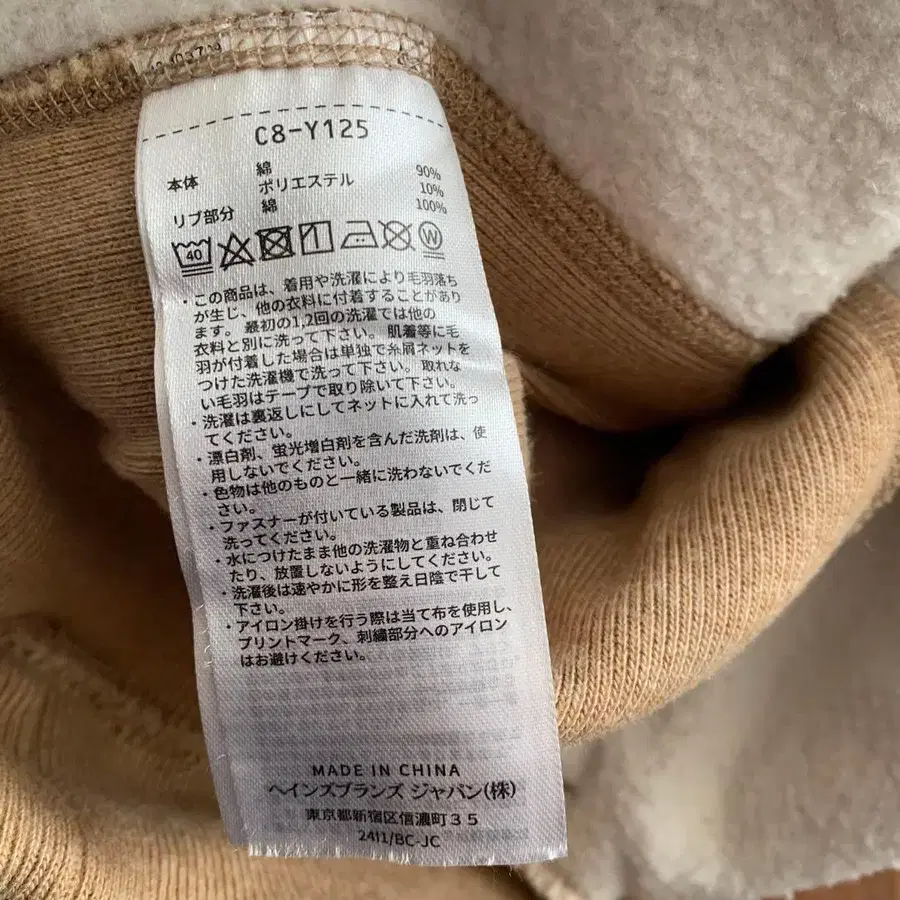 C8-Y125
本体 綿 90%
ポリエステル 10%
リブ部分 綿 100%
40
W
・この商品は、着用や洗濯により毛羽落ち
が生じ、他の衣料に付着することがあり
ます。最初の1,2回の洗濯では他の
衣料と別に洗って下さい。肌着等に毛
羽が付着した場合は単独で糸屑ネットを
つけた洗濯機で洗って下さい。取れな
い毛羽はテープで取り除いて下さい。
・洗濯は裏返しにしてネットに入れて洗っ
てください。
・漂白剤、蛍光増白剤を含んだ洗剤は、使
用しないでください。
・色物は他のものと一緒に洗わないでくだ
さい。
・ファスナーが付いている製品は、閉じて
洗ってください。
・水につけたまま他の洗濯物と重ね合わせ
たり、放置しないようにしてください。
・洗濯後は速やかに形を整え日陰で干して
下さい。
・アイロン掛けを行う際は当て布を使用し、
プリントマーク、刺繍部分へのアイロン
はお避けください。
MADE IN CHINA
ヘインズブランズ ジャパン(株)
東京都新宿区信濃町35
2411/BC-JC